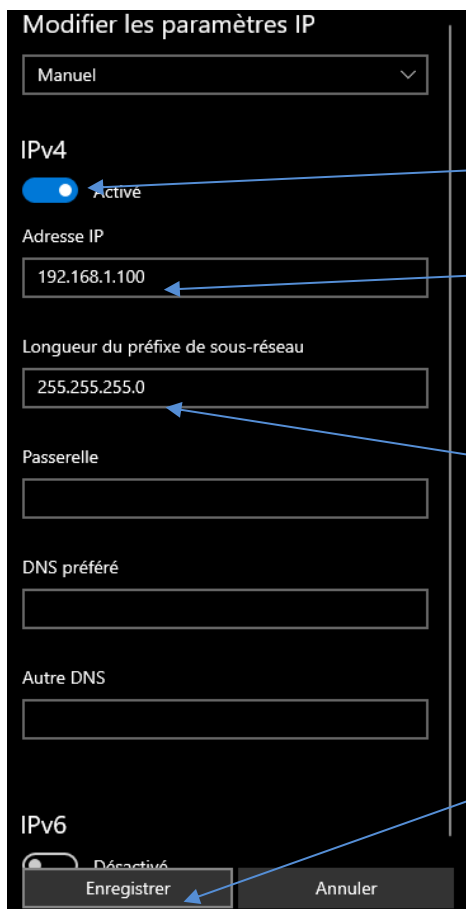 Modifier les paramètres IP
Manuel
IPv4
Activé
Adresse IP
192.168.1.100
Longueur du préfixe de sous-réseau
255.255.255.0
Passerelle
DNS préféré
Autre DNS
IPv6
Désactivé
Enregistrer Annuler